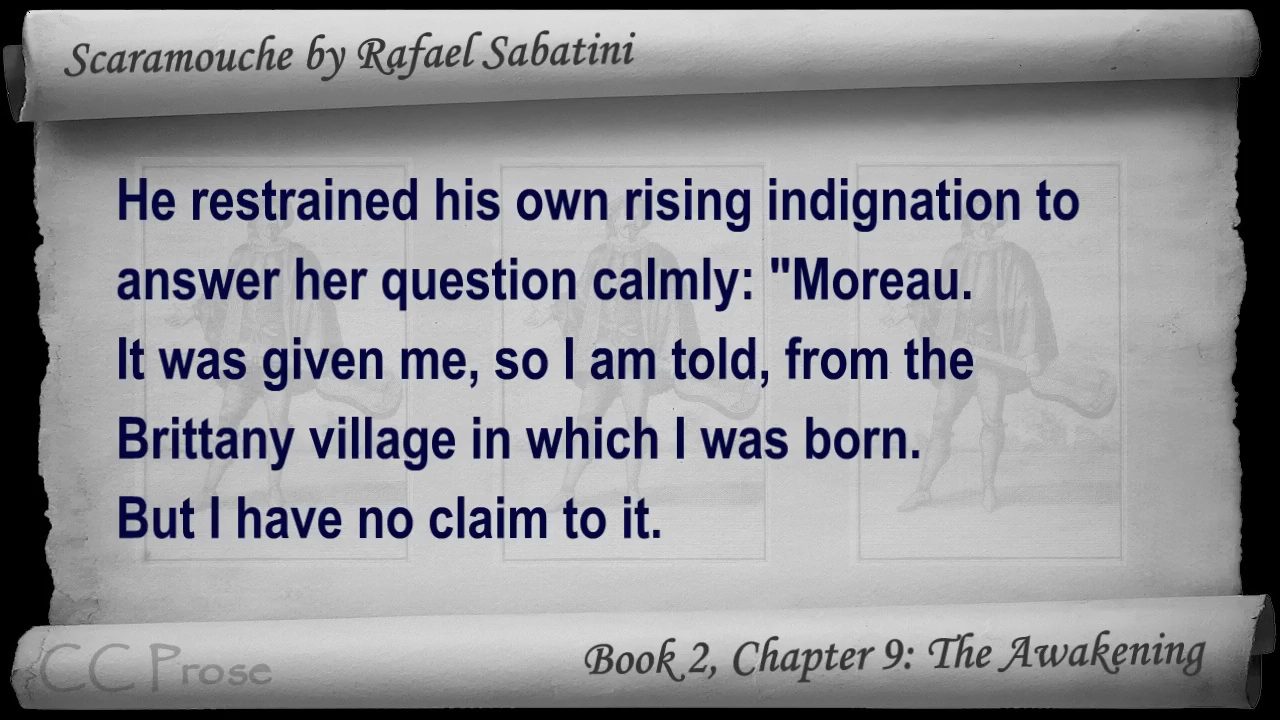 Scaramouche by Rafael Sabatini
He restrained his own rising indignation to
answer her question calmly: "Moreau.
It was given me, so I am told, from the
Brittany village in which I was born.
But I have no claim to it.
CC Prose
Book 2, Chapter 9: The Awakening